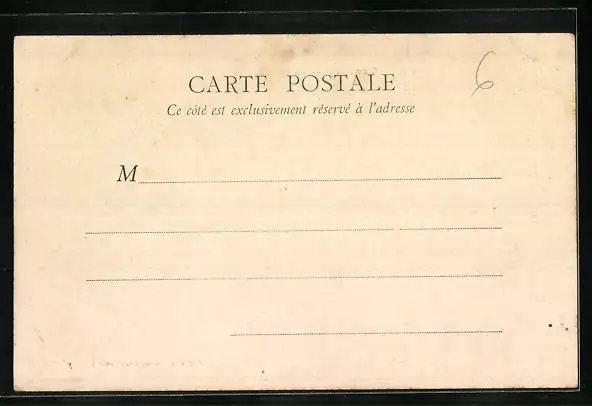 CARTE POSTALE
6
Ce côté est exclusivement réservé à l'adresse
M